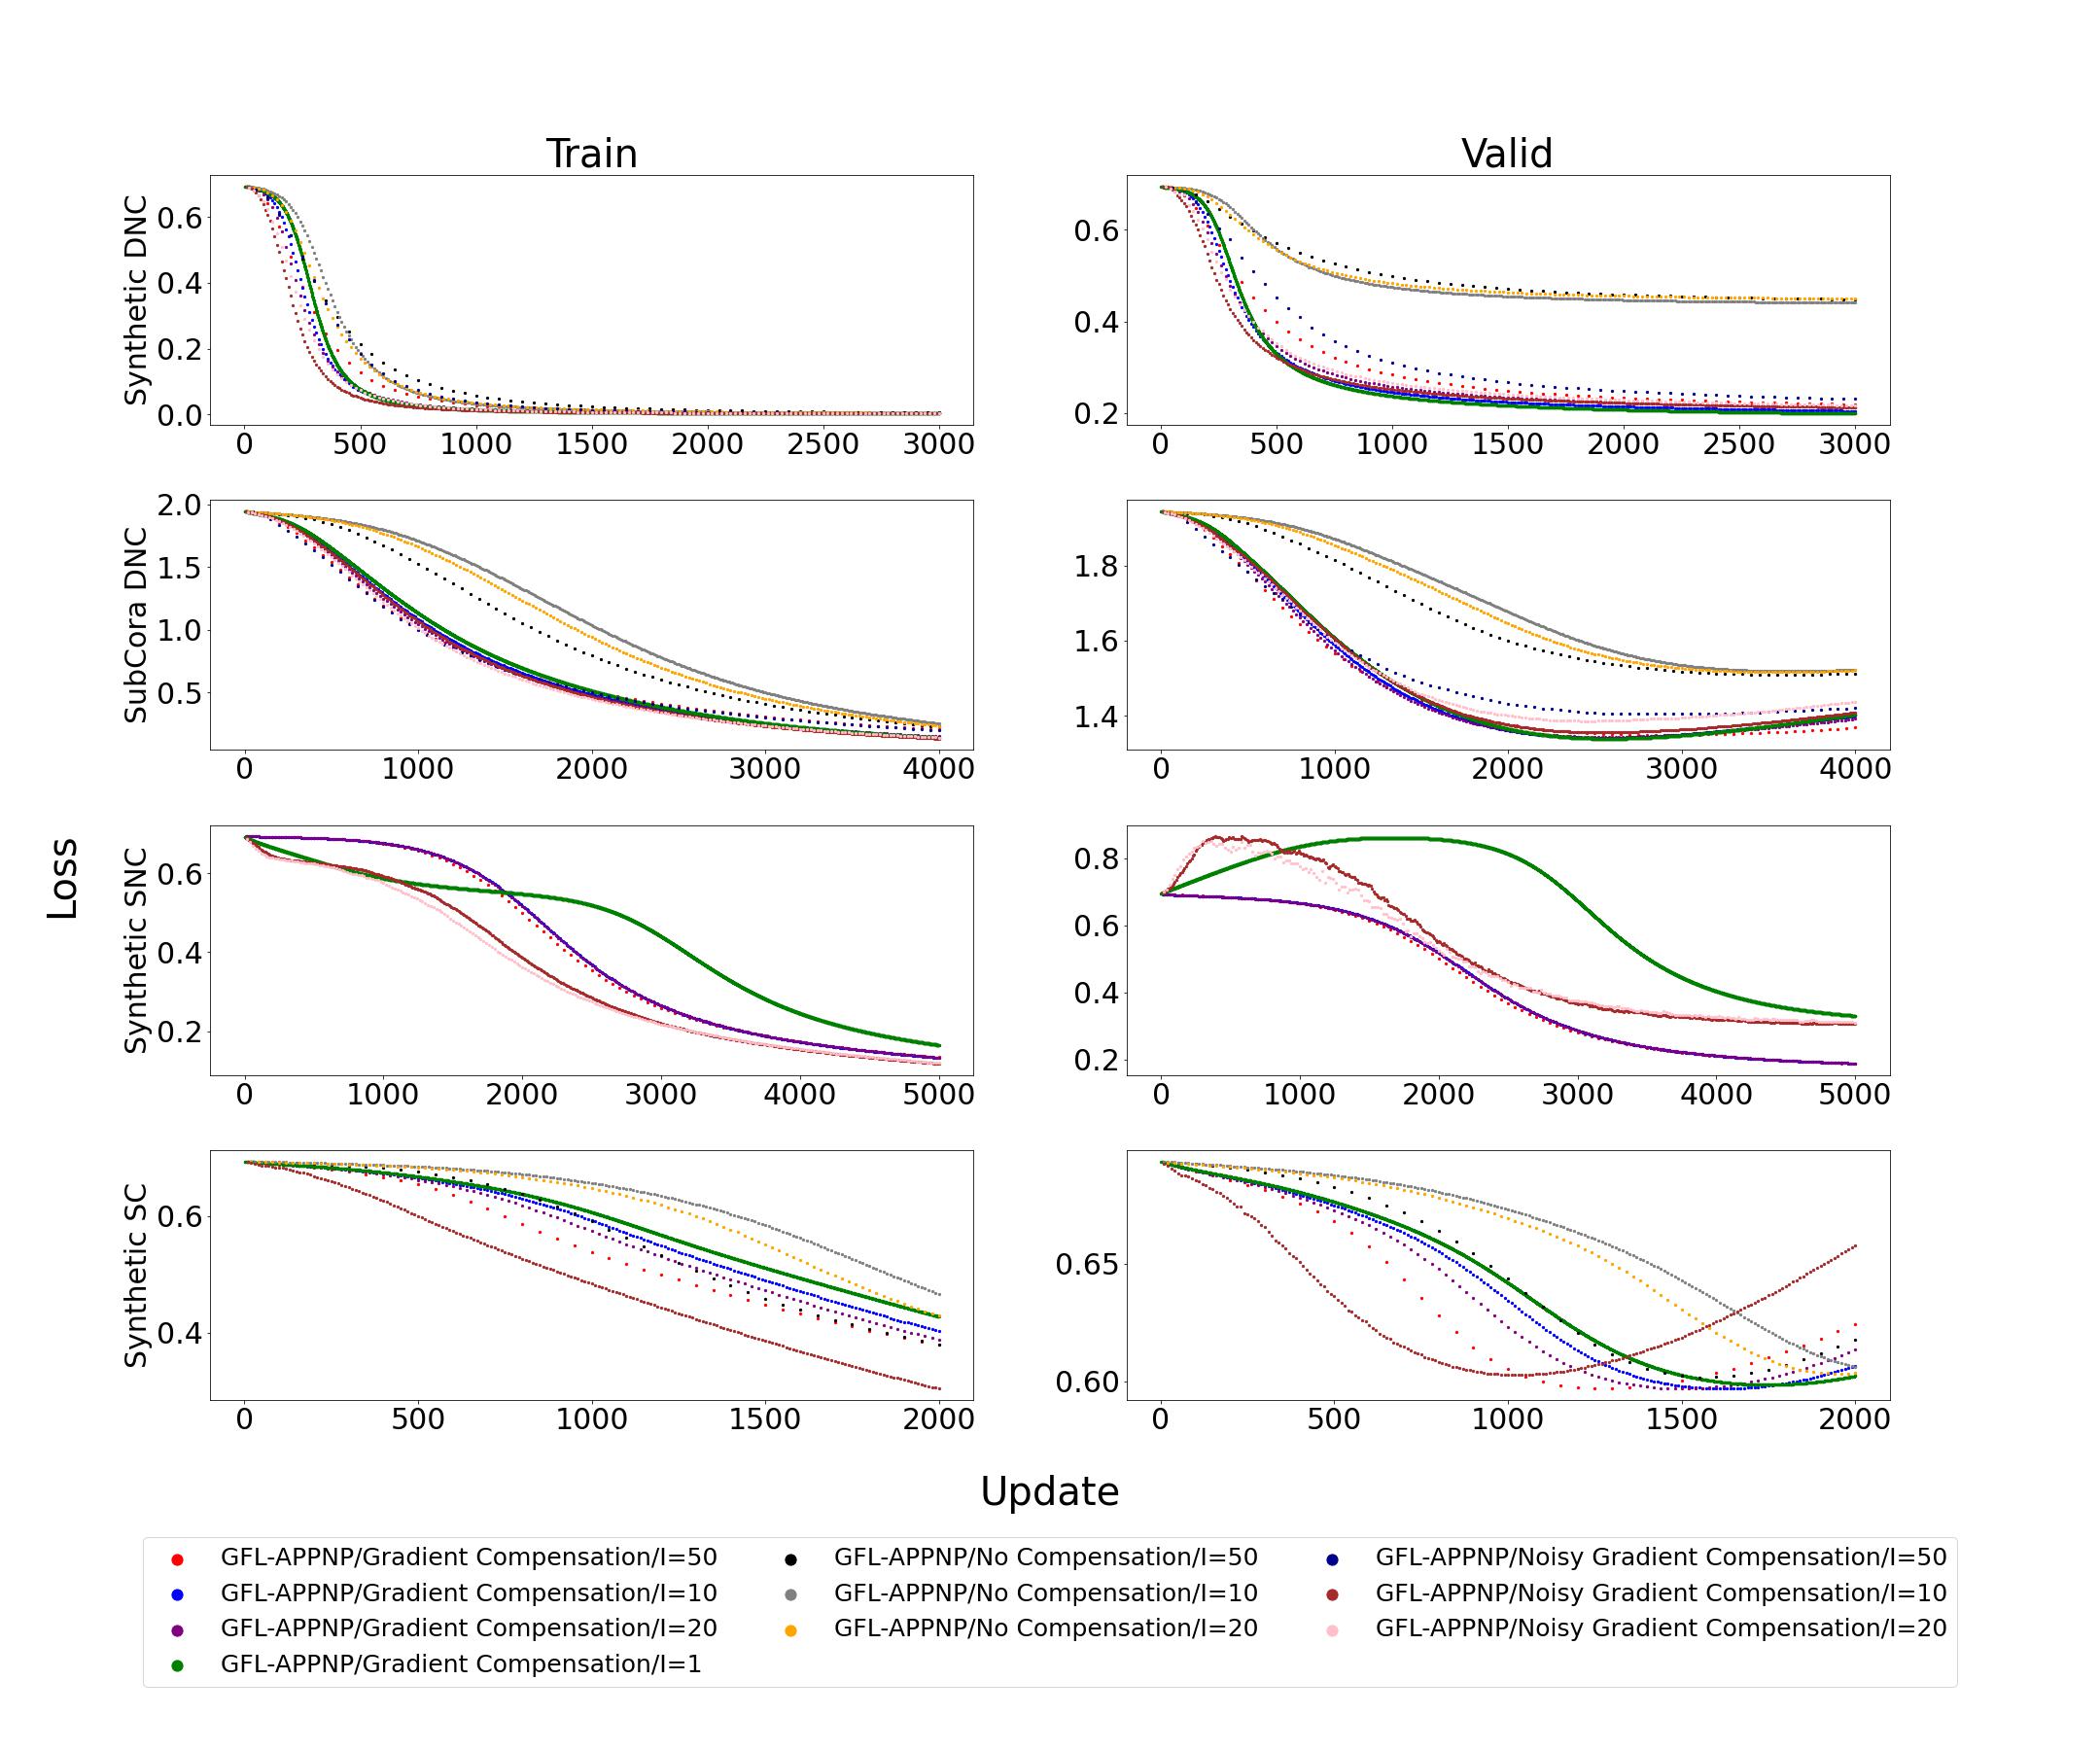 Train
Valid
Synthetic DNC
0.6
0.4
0.2
0.0
0 500 1000 1500 2000 2500 3000
0.6
0.4
0.2
0 500 1000 1500 2000 2500 3000
SubCora DNC
2.0
1.5
1.0
0.5
0 1000 2000 3000 4000
1.8
1.6
1.4
0 1000 2000 3000 4000
Loss
Synthetic SNC
0.6
0.4
0.2
0 1000 2000 3000 4000 5000
0.8
0.6
0.4
0.2
0 1000 2000 3000 4000 5000
Synthetic SC
0.6
0.4
0 500 1000 1500 2000
0.65
0.60
0 500 1000 1500 2000
Update
GFL-APPNP/Gradient Compensation/I=50
GFL-APPNP/Gradient Compensation/I=10
GFL-APPNP/Gradient Compensation/I=20
GFL-APPNP/Gradient Compensation/I=1
GFL-APPNP/No Compensation/I=50
GFL-APPNP/No Compensation/I=10
GFL-APPNP/No Compensation/I=20
GFL-APPNP/Noisy Gradient Compensation/I=50
GFL-APPNP/Noisy Gradient Compensation/I=10
GFL-APPNP/Noisy Gradient Compensation/I=20